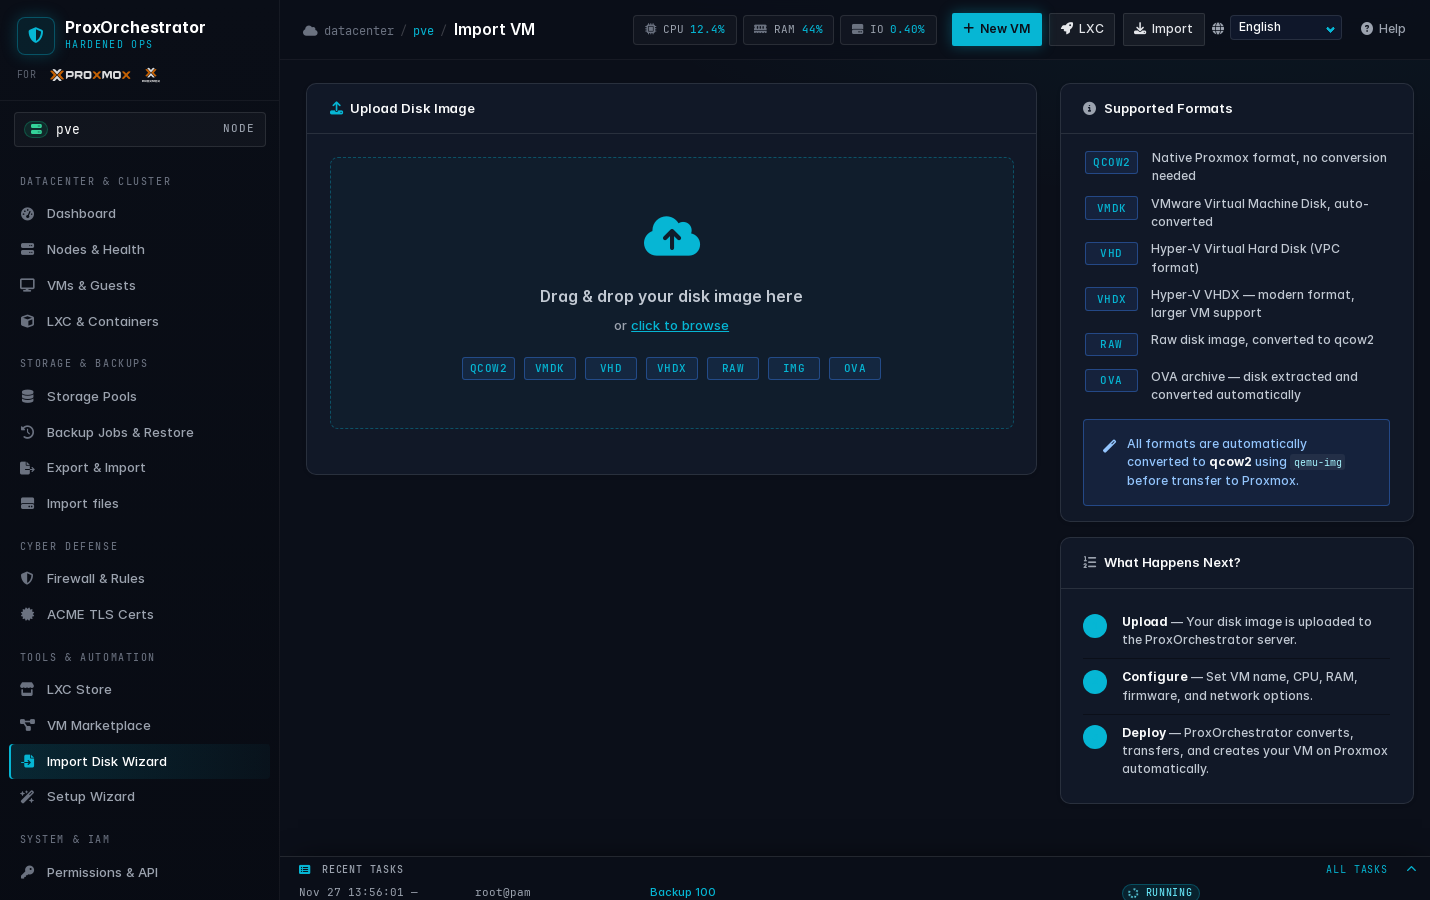 ProxOrchestrator
HARDENED OPS
FOR PROXMOX
pve NODE
DATACENTER & CLUSTER
Dashboard
Nodes & Health
VMs & Guests
LXC & Containers
STORAGE & BACKUPS
Storage Pools
Backup Jobs & Restore
Export & Import
Import files
CYBER DEFENSE
Firewall & Rules
ACME TLS Certs
TOOLS & AUTOMATION
LXC Store
VM Marketplace
Import Disk Wizard
Setup Wizard
SYSTEM & IAM
Permissions & API
datacenter / pve / Import VM
CPU 12.4% RAM 44% IO 0.40%
+ New VM LXC Import English Help
Upload Disk Image
Drag & drop your disk image here
or click to browse
QCOW2 VMDK VHD VHDX RAW IMG OVA
Supported Formats
QCOW2 Native Proxmox format, no conversion
needed
VMDK VMware Virtual Machine Disk, auto-
converted
VHD Hyper-V Virtual Hard Disk (VPC
format)
VHDX Hyper-V VHDX — modern format,
larger VM support
RAW Raw disk image, converted to qcow2
OVA OVA archive — disk extracted and
converted automatically
All formats are automatically
converted to qcow2 using qemu-img
before transfer to Proxmox.
What Happens Next?
Upload — Your disk image is uploaded to
the ProxOrchestrator server.
Configure — Set VM name, CPU, RAM,
firmware, and network options.
Deploy — ProxOrchestrator converts,
transfers, and creates your VM on Proxmox
automatically.
RECENT TASKS ALL TASKS
Nov 27 13:56:01 — root@pam Backup 100 RUNNING